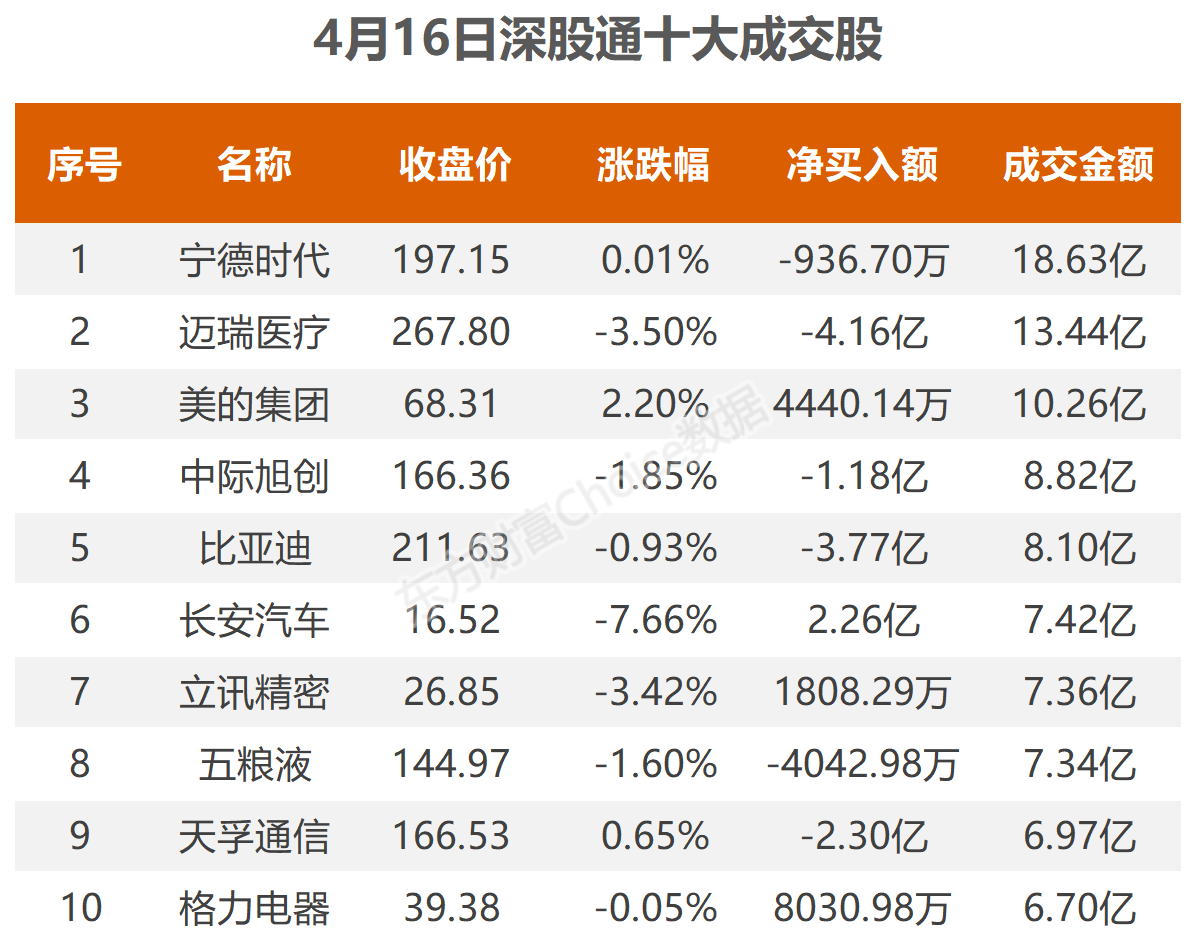 4月16日深股通十大成交股
序号 名称 收盘价 涨跌幅 净买入额 成交金额
1 宁德时代 197.15 0.01% -936.70万 18.63亿
2 迈瑞医疗 267.80 -3.50% -4.16亿 13.44亿
3 美的集团 68.31 2.20% 4440.14万 10.26亿
4 中际旭创 166.36 -1.85% -1.18亿 8.82亿
5 比亚迪 211.63 -0.93% -3.77亿 8.10亿
6 长安汽车 16.52 -7.66% 2.26亿 7.42亿
7 立讯精密 26.85 -3.42% 1808.29万 7.36亿
8 五粮液 144.97 -1.60% -4042.98万 7.34亿
9 天孚通信 166.53 0.65% -2.30亿 6.97亿
10 格力电器 39.38 -0.05% 8030.98万 6.70亿
东方财富Choice数据